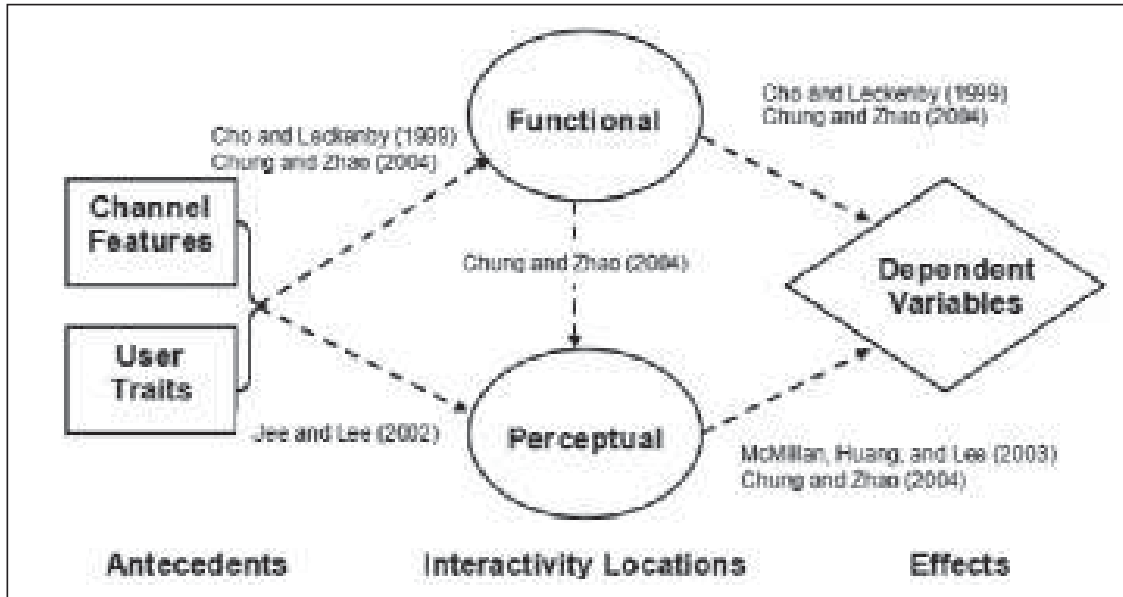 Functional
Cho and Leckenby (1999)
Chung and Zhao (2004)
Cho and Leckenby (1999)
Chung and Zhao (2004)
Channel
Features
Chung and Zhao (2004)
Dependent
Variables
User
Traits
Jee and Lee (2002)
Perceptual
McMillan, Huang, and Lee (2003)
Chung and Zhao (2004)
Antecedents
Interactivity Locations
Effects